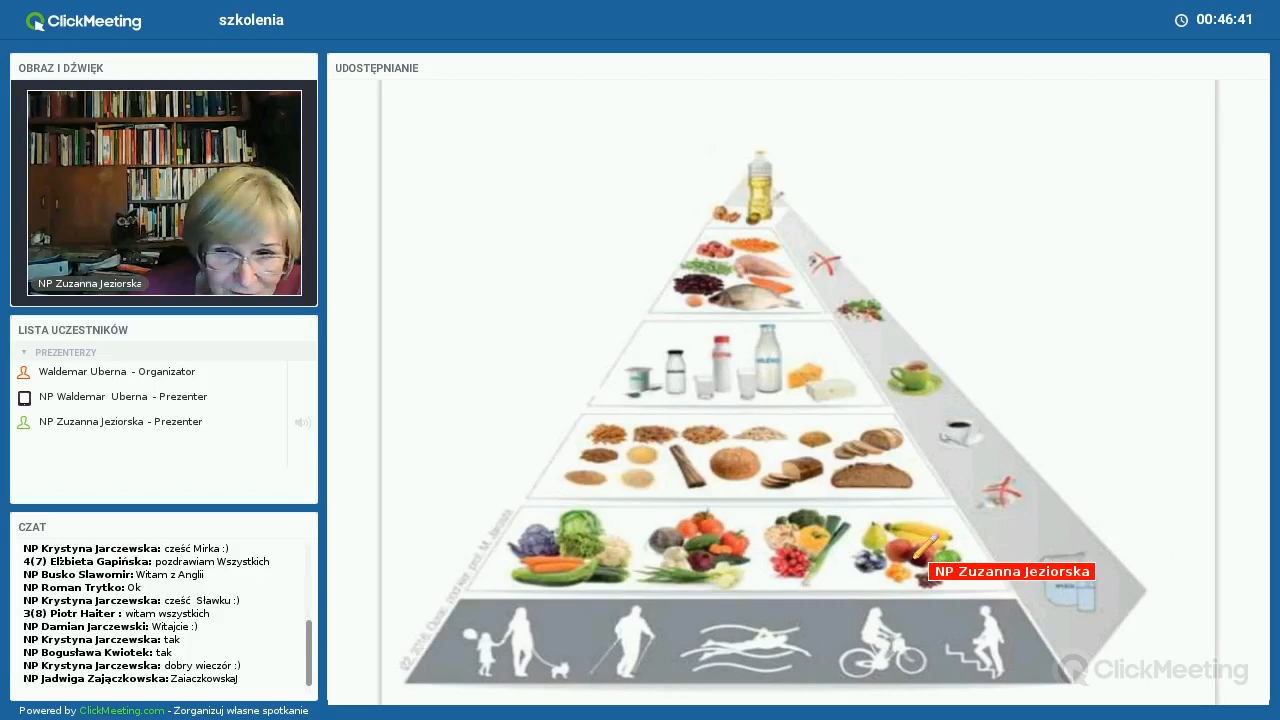 ClickMeeting
szkolenia
00:46:41
OBRAZ I DŹWIĘK
NP Zuzanna Jeziorska
LISTA UCZESTNIKÓW
PREZENTERZY
Waldemar Uberna - Organizator
NP Waldemar Uberna - Prezenter
NP Zuzanna Jeziorska - Prezenter
CZAT
NP Krystyna Jarczewska: cześć Mirka :)
4(7) Elżbieta Gapińska: pozdrawiam Wszystkich
NP Busko Slawomir: Witam z Anglii
NP Roman Trytko: Ok
NP Krystyna Jarczewska: cześć Sławku :)
3(8) Piotr Haiter : witam wszystkich
NP Damian Jarczewski: Witajcie :)
NP Krystyna Jarczewska: tak
NP Bogusława Kwiotek: tak
NP Krystyna Jarczewska: dobry wieczór :)
NP Jadwiga Zajączkowska: ZaiaczkowskaJ
Powered by ClickMeeting.com - Zorganizuj własne spotkanie
UDOSTĘPNIANIE
MLEKO
NP Zuzanna Jeziorska
ClickMeeting